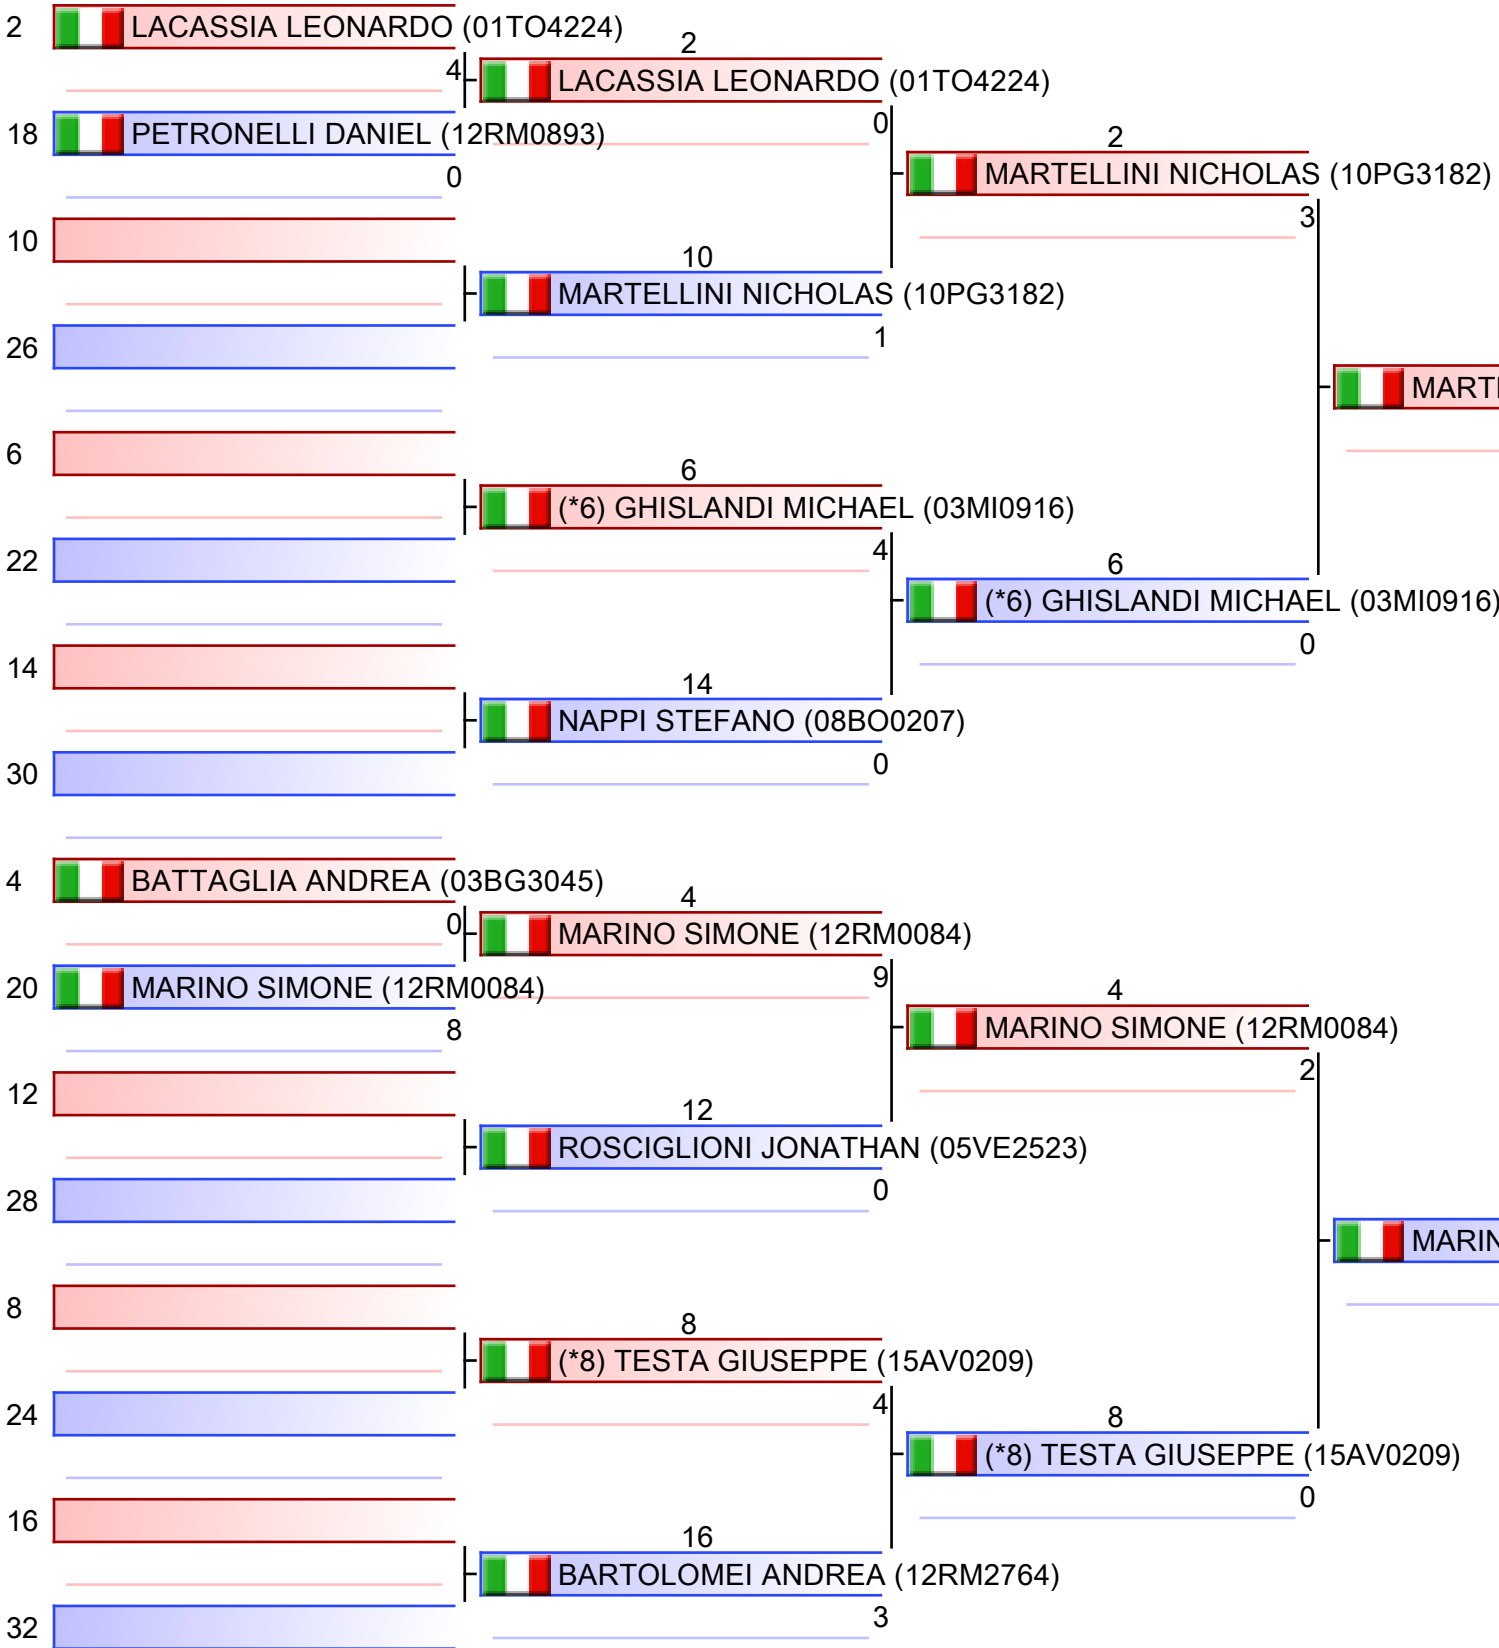 2 LACASSIA LEONARDO (01TO4224)
2
4 LACASSIA LEONARDO (01TO4224)
18 PETRONELLI DANIEL (12RM0893)
0
2
0
MARTELLINI NICHOLAS (10PG3182)
3
10
10
MARTELLINI NICHOLAS (10PG3182)
26
1
MARTE
6
6
(*6) GHISLANDI MICHAEL (03MI0916)
22
4
6
(*6) GHISLANDI MICHAEL (03MI0916)
0
14
14
NAPPI STEFANO (08BO0207)
30
0
4 BATTAGLIA ANDREA (03BG3045)
4
0 MARINO SIMONE (12RM0084)
20 MARINO SIMONE (12RM0084)
9
4
8
MARINO SIMONE (12RM0084)
2
12
12
ROSCIGLIONI JONATHAN (05VE2523)
28
0
MARIN
8
8
(*8) TESTA GIUSEPPE (15AV0209)
24
4
8
(*8) TESTA GIUSEPPE (15AV0209)
0
16
16
BARTOLOMEI ANDREA (12RM2764)
32
3